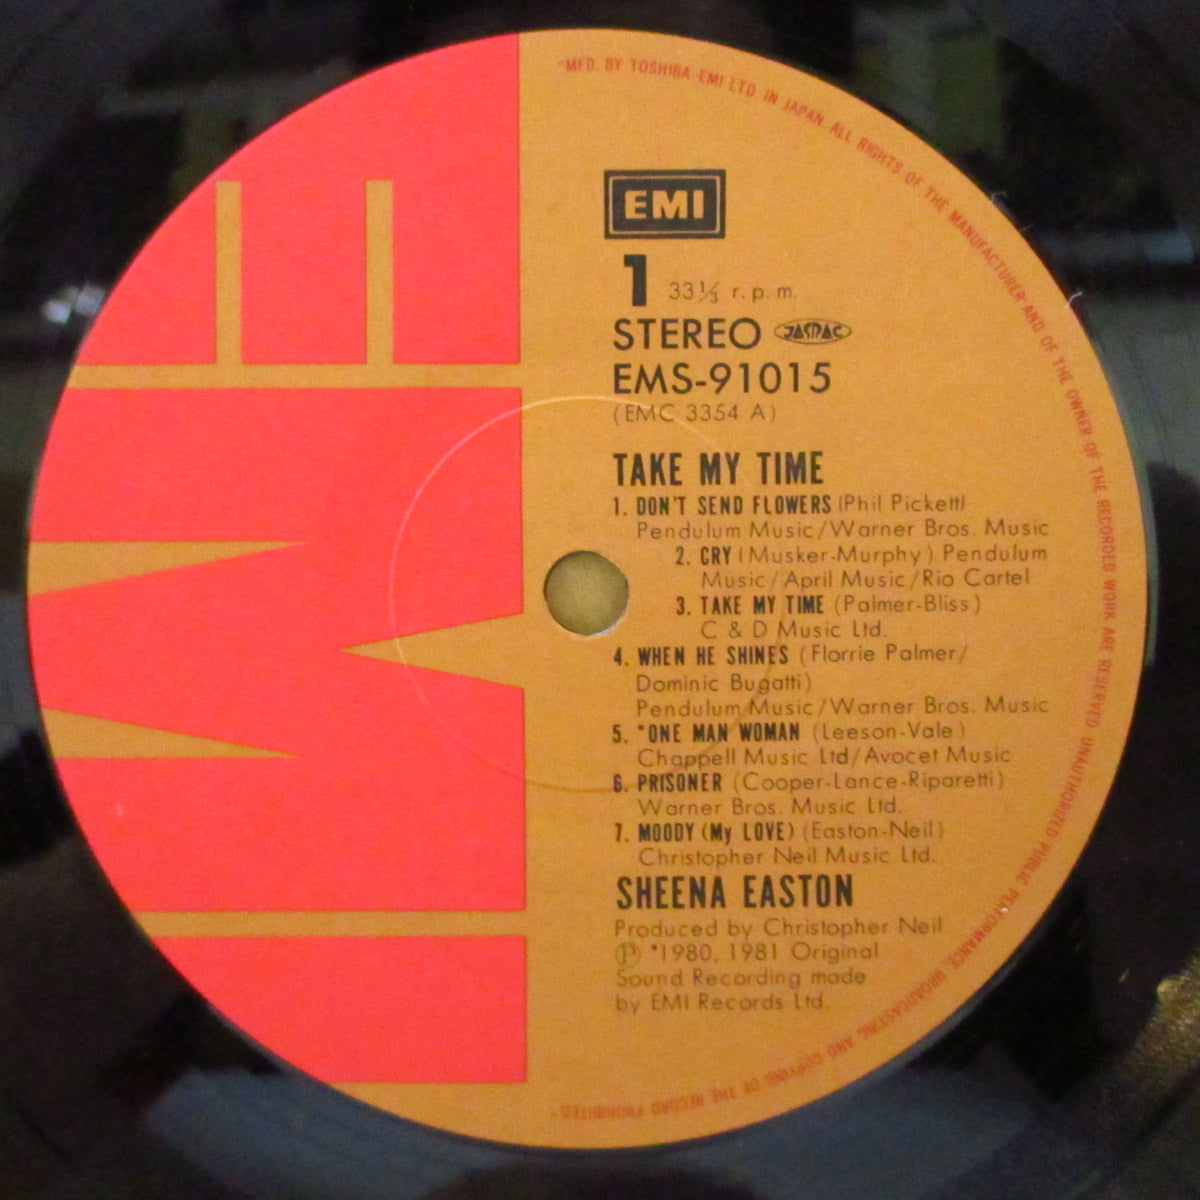 "MFD. BY TOSHIBA-EMI LTD. IN JAPAN. ALL RIGHTS OF THE MANUFACTURER AND OF THE OWNER OF THE RECORDED WORK ARE RESERVED UNAUTHORIZED PUBLIC PERFORMANCE, BROADCASTING AND COPYING OF THE RECORD PROHIBITED"
EMI
EMI
1 33⅓ r.p.m.
STEREO JASRAC
EMS-91015
(EMC 3354 A)
TAKE MY TIME
1. DON'T SEND FLOWERS (Phil Pickett)
Pendulum Music/Warner Bros. Music
2. CRY (Musker-Murphy) Pendulum
Music/April Music/Rio Cartel
3. TAKE MY TIME (Palmer-Bliss)
C & D Music Ltd.
4. WHEN HE SHINES (Florrie Palmer/
Dominic Bugatti)
Pendulum Music/Warner Bros. Music
5. *ONE MAN WOMAN (Leeson-Vale)
Chappell Music Ltd/Avocet Music
6. PRISONER (Cooper-Lance-Riparetti)
Warner Bros. Music Ltd.
7. MOODY (My LOVE) (Easton-Neil)
Christopher Neil Music Ltd.
SHEENA EASTON
Produced by Christopher Neil
℗ *1980, 1981 Original
Sound Recording made
by EMI Records Ltd.